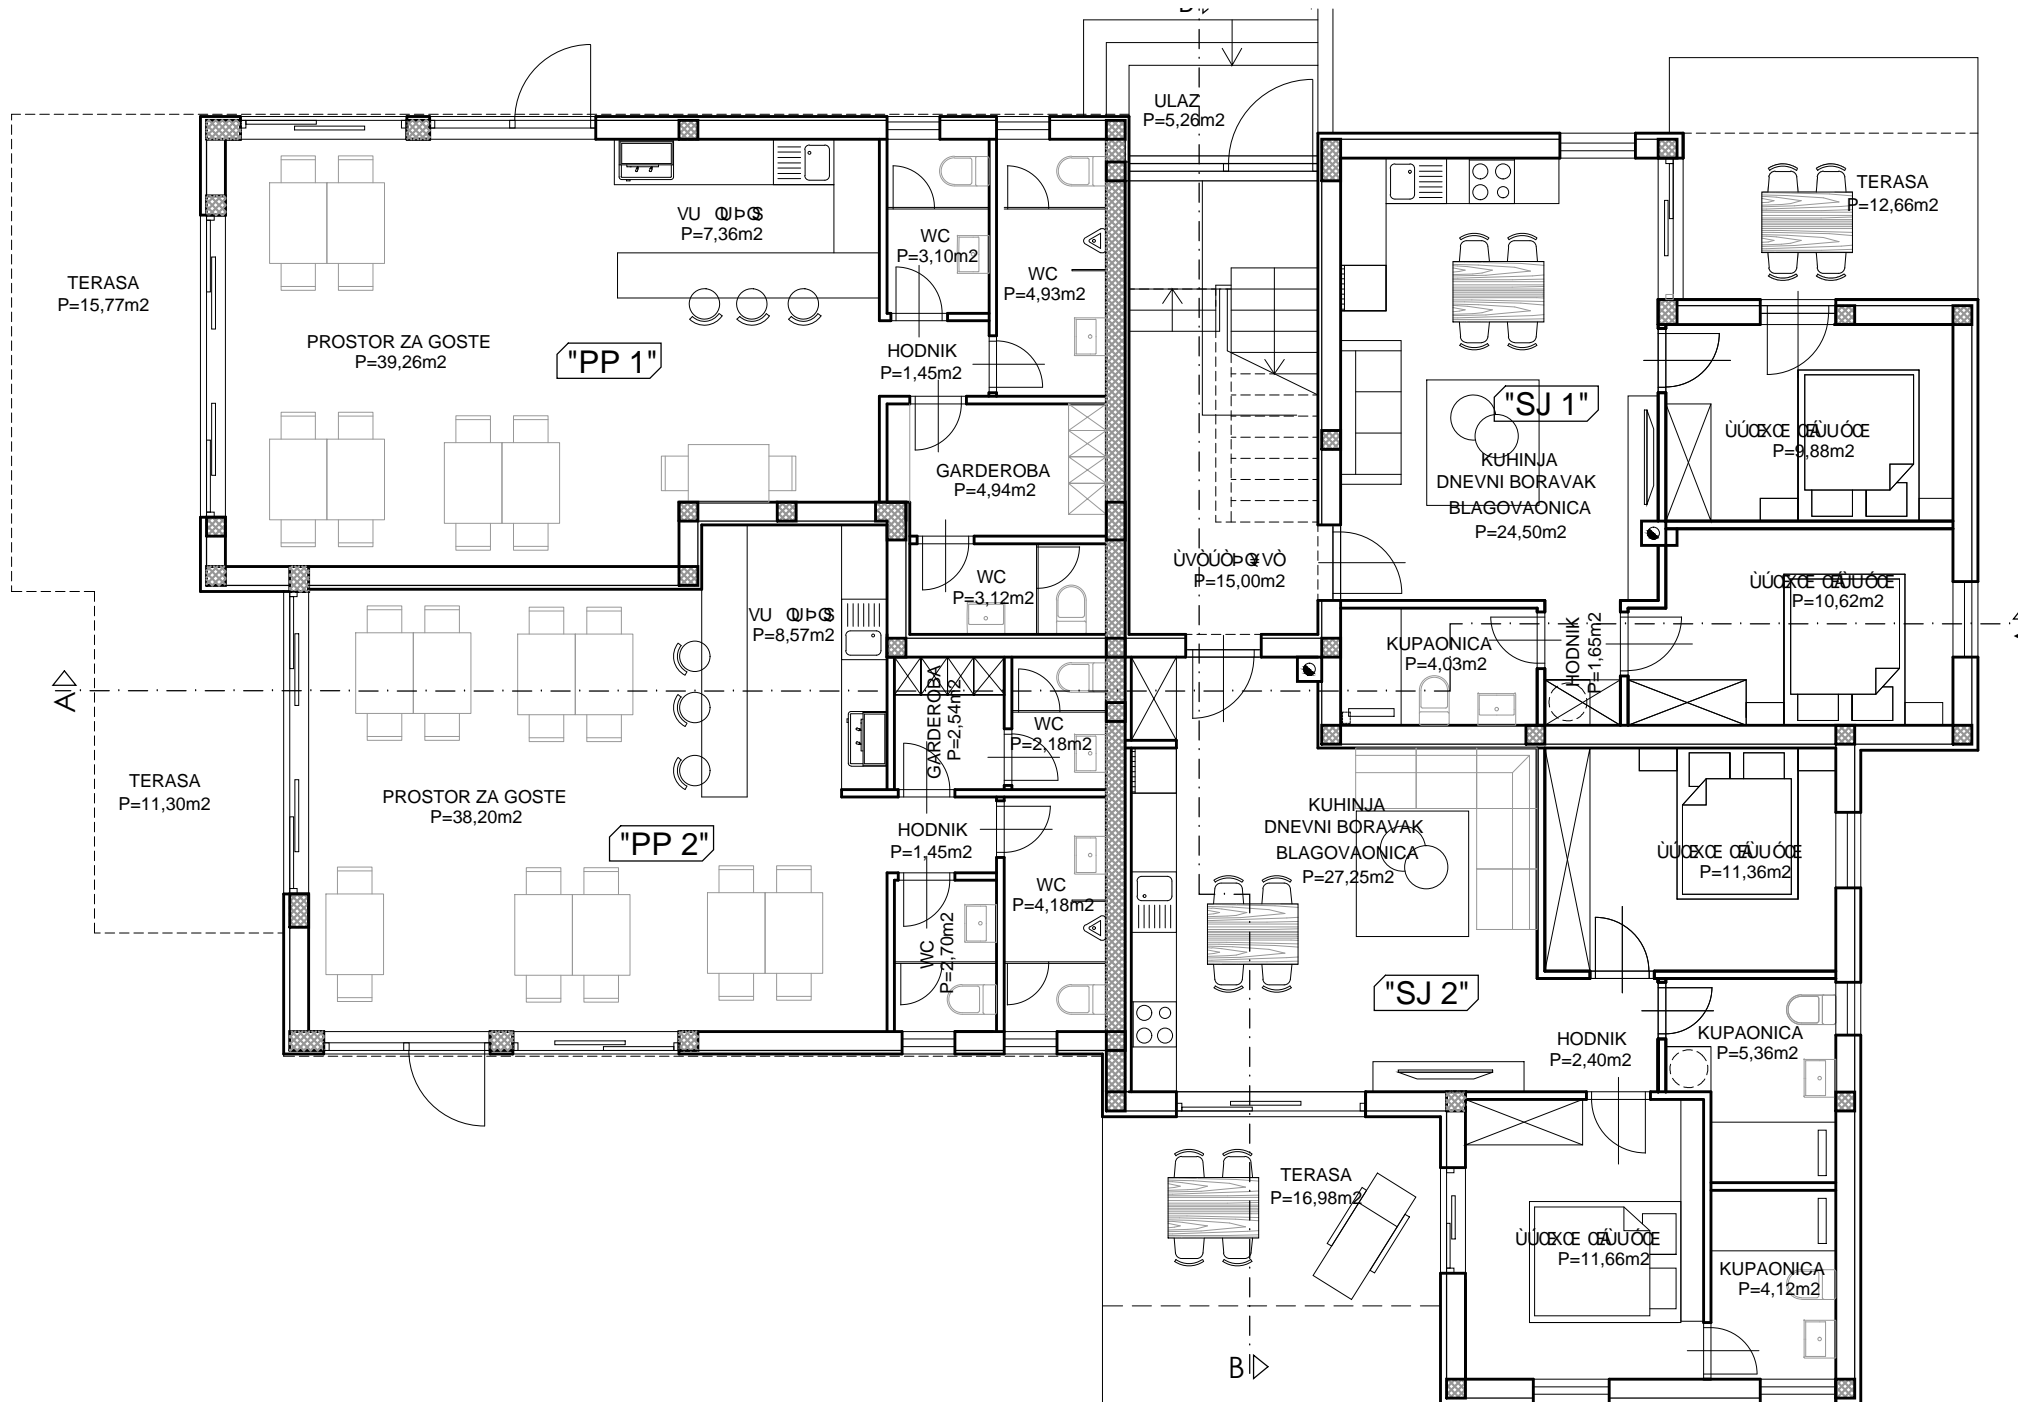 ULAZ
P=5,26m2
TERASA
P=12,66m2
P=7,36m2
WC
P=3,10m2
WC
P=4,93m2
TERASA
P=15,77m2
PROSTOR ZA GOSTE
P=39,26m2
"PP 1"
HODNIK
P=1,45m2
"SJ 1"
P=9,88m2
KUHINJA
DNEVNI BORAVAK
BLAGOVAONICA
P=24,50m2
GARDEROBA
P=4,94m2
P=15,00m2
WC
P=3,12m2
P=10,62m2
P=8,57m2
KUPAONICA
P=4,03m2
HODNIK
P=1,65m2
A
GARDEROBA
P=2,54m2
WC
P=2,18m2
TERASA
P=11,30m2
PROSTOR ZA GOSTE
P=38,20m2
"PP 2"
HODNIK
P=1,45m2
KUHINJA
DNEVNI BORAVAK
BLAGOVAONICA
P=27,25m2
P=11,36m2
WC
P=4,18m2
WC
P=2,70m2
"SJ 2"
HODNIK
P=2,40m2
KUPAONICA
P=5,36m2
TERASA
P=16,98m2
P=11,66m2
KUPAONICA
P=4,12m2
B